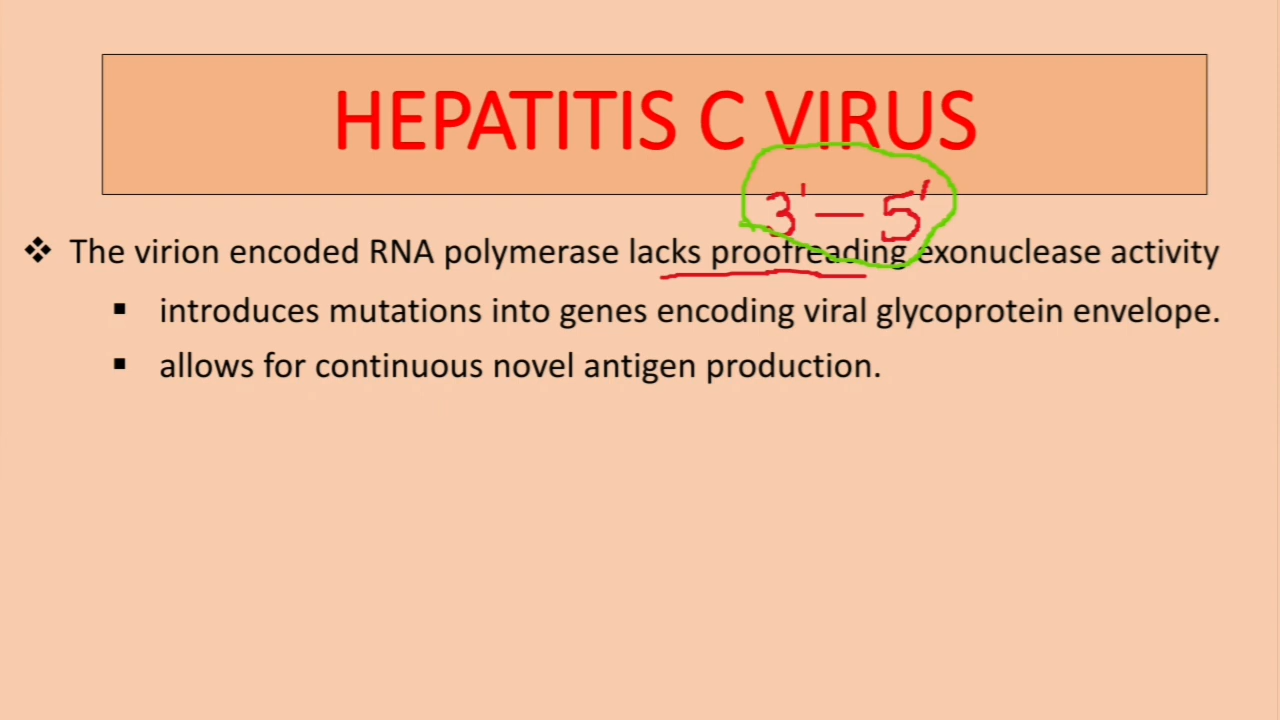 HEPATITIS C VIRUS
3' — 5'
❖ The virion encoded RNA polymerase lacks proofreading exonuclease activity
▪ introduces mutations into genes encoding viral glycoprotein envelope.
▪ allows for continuous novel antigen production.